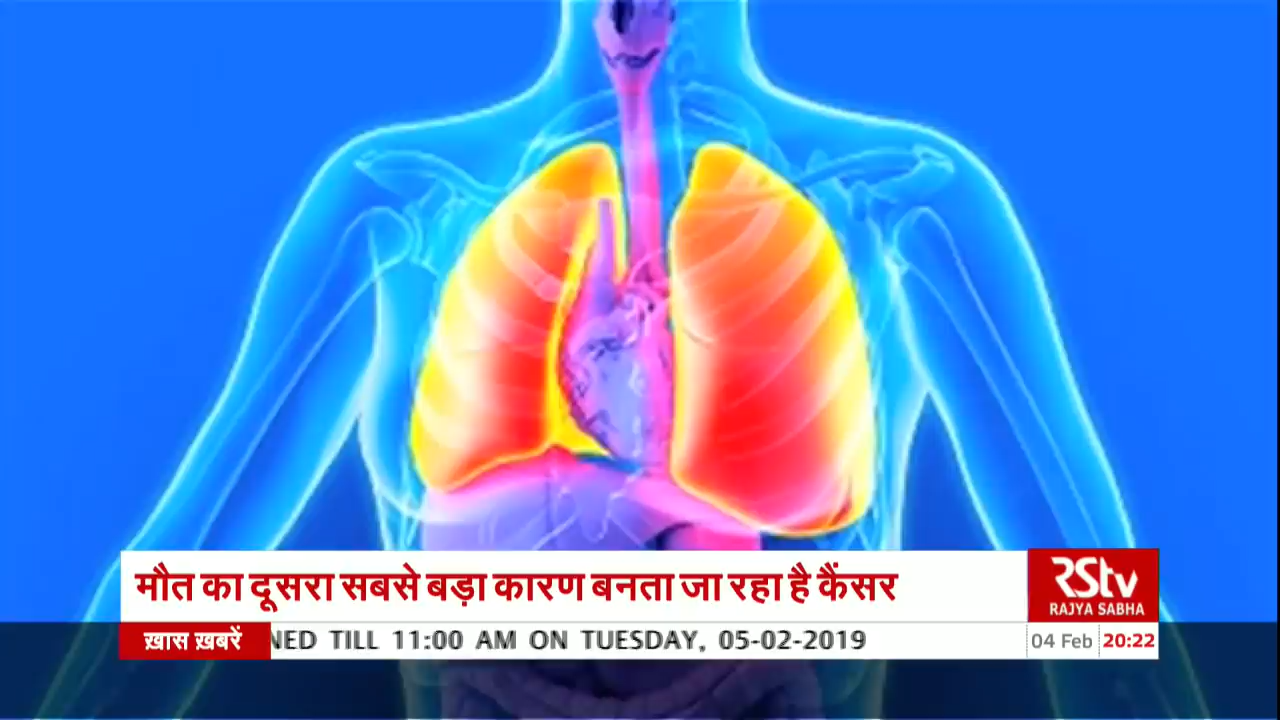 मौत का दूसरा सबसे बड़ा कारण बनता जा रहा है कैंसर
RStv
RAJYA SABHA
ख़ास ख़बरें
NED TILL 11:00 AM ON TUESDAY, 05-02-2019
04 Feb 20:22